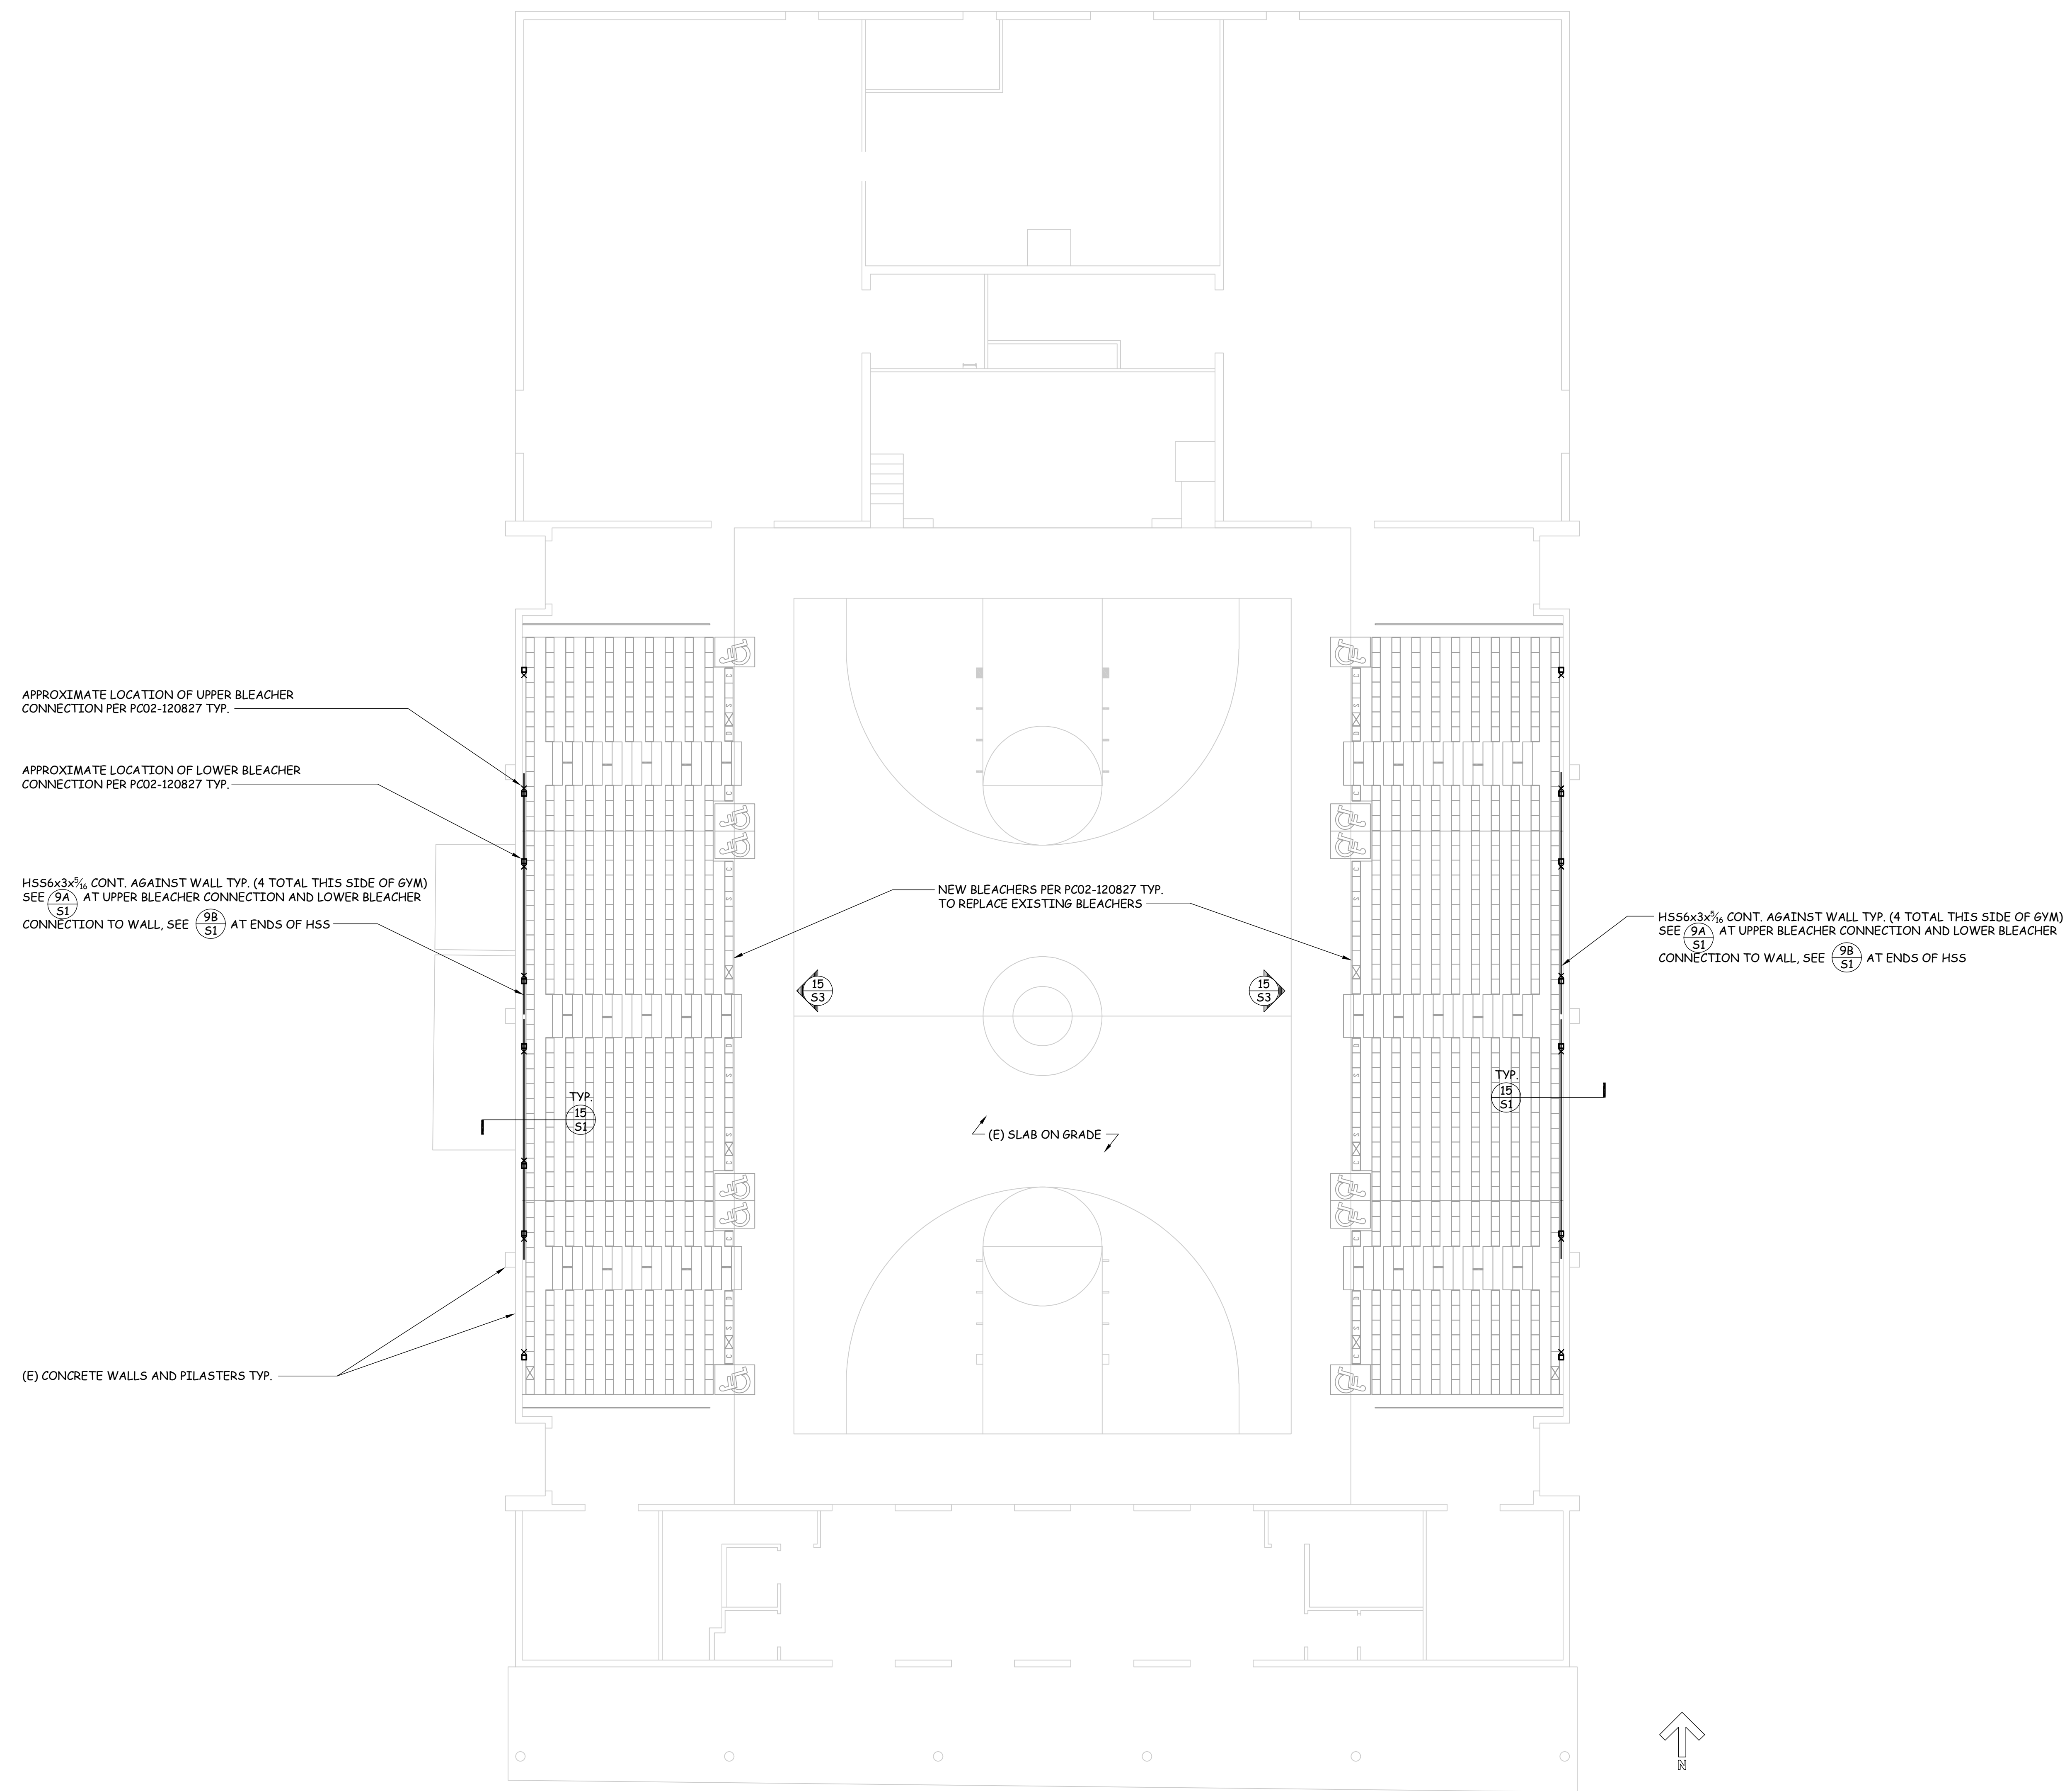 APPROXIMATE LOCATION OF UPPER BLEACHER
CONNECTION PER PC02-120827 TYP.
APPROXIMATE LOCATION OF LOWER BLEACHER
CONNECTION PER PC02-120827 TYP.
HSS6x3x5/16 CONT. AGAINST WALL TYP. (4 TOTAL THIS SIDE OF GYM)
SEE 9A/S1 AT UPPER BLEACHER CONNECTION AND LOWER BLEACHER
CONNECTION TO WALL, SEE 9B/S1 AT ENDS OF HSS
(E) CONCRETE WALLS AND PILASTERS TYP.
TYP.
15
S1
C
S
D
C
C
S
S
D
S
S
C
C
D
S
C
NEW BLEACHERS PER PC02-120827 TYP.
TO REPLACE EXISTING BLEACHERS
15
S3
15
S3
(E) SLAB ON GRADE
C
S
D
C
C
S
S
D
S
S
C
C
D
S
C
TYP.
15
S1
HSS6x3x5/16 CONT. AGAINST WALL TYP. (4 TOTAL THIS SIDE OF GYM)
SEE 9A/S1 AT UPPER BLEACHER CONNECTION AND LOWER BLEACHER
CONNECTION TO WALL, SEE 9B/S1 AT ENDS OF HSS
N